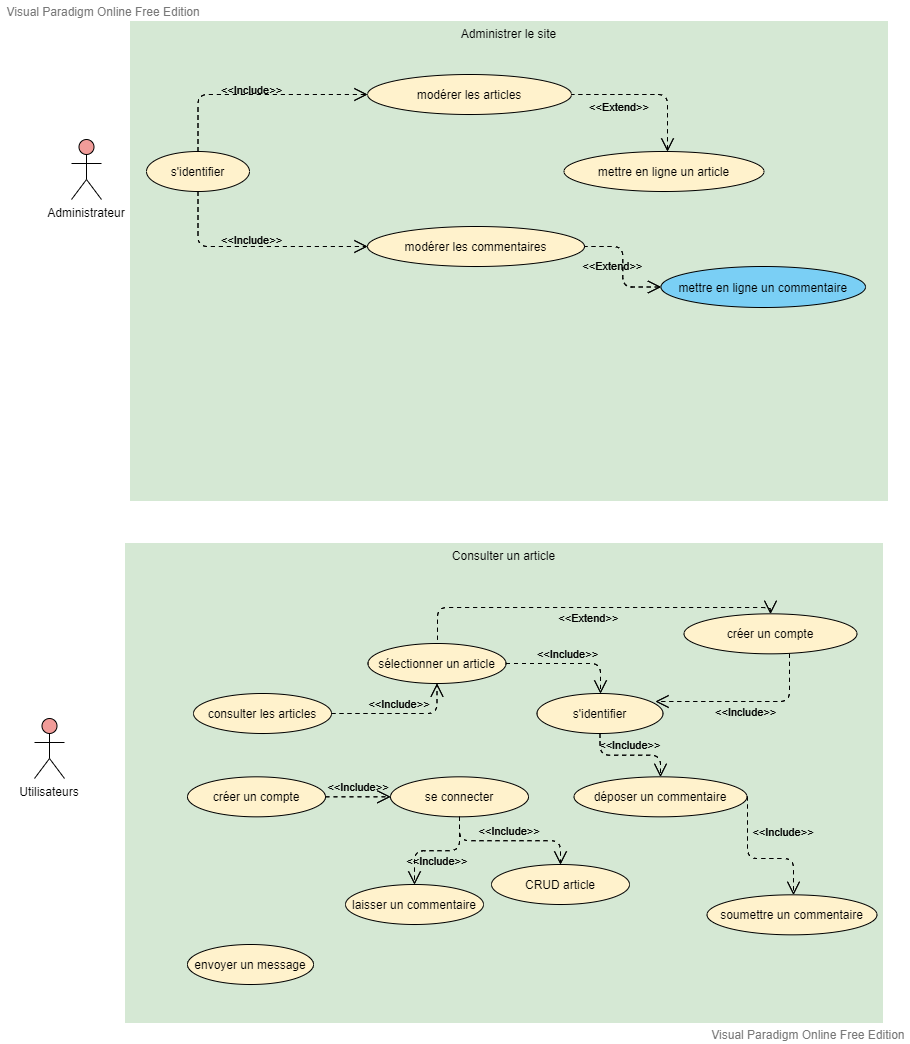 Visual Paradigm Online Free Edition
Administrer le site
<<Include>>
modérer les articles
<<Extend>>
s'identifier
mettre en ligne un article
Administrateur
<<Include>>
modérer les commentaires
<<Extend>>
mettre en ligne un commentaire
Consulter un article
<<Extend>>
créer un compte
<<Include>>
sélectionner un article
<<Include>>
consulter les articles
s'identifier
<<Include>>
<<Include>>
Utilisateurs
<<Include>>
créer un compte
se connecter
déposer un commentaire
<<Include>>
<<Include>>
<<Include>>
CRUD article
laisser un commentaire
soumettre un commentaire
envoyer un message
Visual Paradigm Online Free Edition